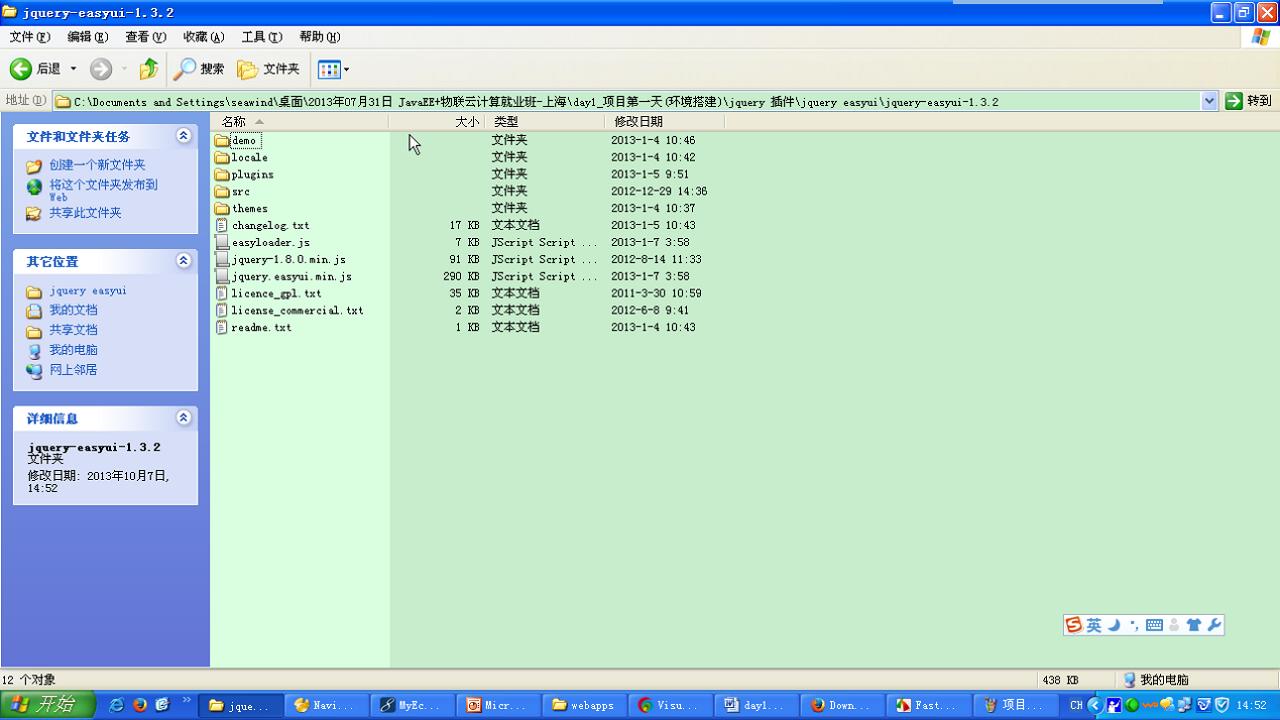 jquery-easyui-1.3.2
文件(F) 编辑(E) 查看(V) 收藏(A) 工具(T) 帮助(H)
后退 搜索 文件夹
地址(D) C:\Documents and Settings\seawind\桌面\2013年07月31日 JavaEE+物联云计算就业班-上海\day1_项目第一天(环境搭建)\jquery 插件\jquery easyui\jquery-easyui-1.3.2 转到
文件和文件夹任务
创建一个新文件夹
将这个文件夹发布到
Web
共享此文件夹
其它位置
jquery easyui
我的文档
共享文档
我的电脑
网上邻居
详细信息
jquery-easyui-1.3.2
文件夹
修改日期: 2013年10月7日,
14:52
名称 大小 类型 修改日期
demo 文件夹 2013-1-4 10:46
locale 文件夹 2013-1-4 10:42
plugins 文件夹 2013-1-5 9:51
src 文件夹 2012-12-29 14:36
themes 文件夹 2013-1-4 10:37
changelog.txt 17 KB 文本文档 2013-1-5 10:43
easyloader.js 7 KB JScript Script ... 2013-1-7 3:58
jquery-1.8.0.min.js 91 KB JScript Script ... 2012-8-14 11:33
jquery.easyui.min.js 290 KB JScript Script ... 2013-1-7 3:58
licence_gpl.txt 35 KB 文本文档 2011-3-30 10:59
license_commercial.txt 2 KB 文本文档 2012-6-8 9:41
readme.txt 1 KB 文本文档 2013-1-4 10:43
英
12 个对象 438 KB 我的电脑
开始 jque... Navi... MyEc... Micr... webapps Visu... day1... Down... Fast... 项目... CH 14:52